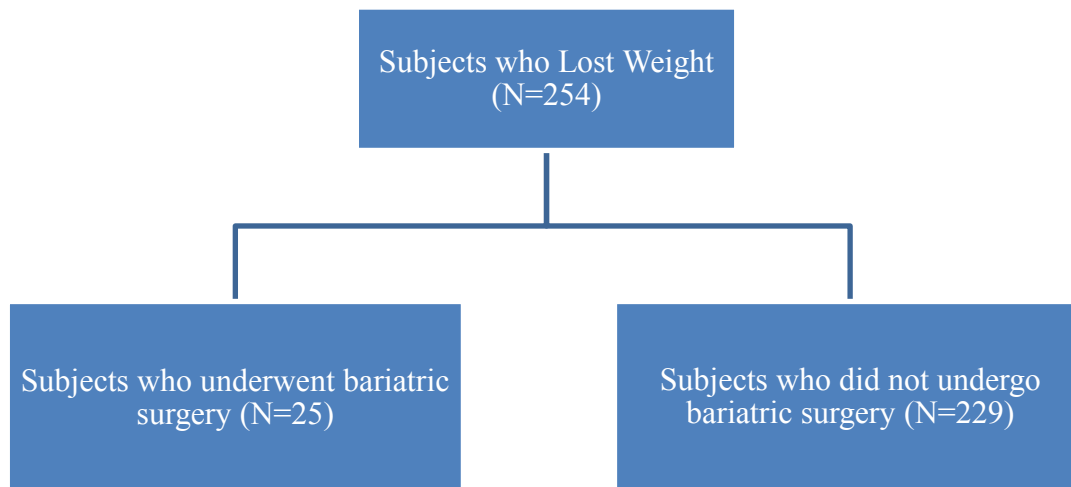 Subjects who Lost Weight
(N=254)
Subjects who underwent bariatric
surgery (N=25)
Subjects who did not undergo
bariatric surgery (N=229)